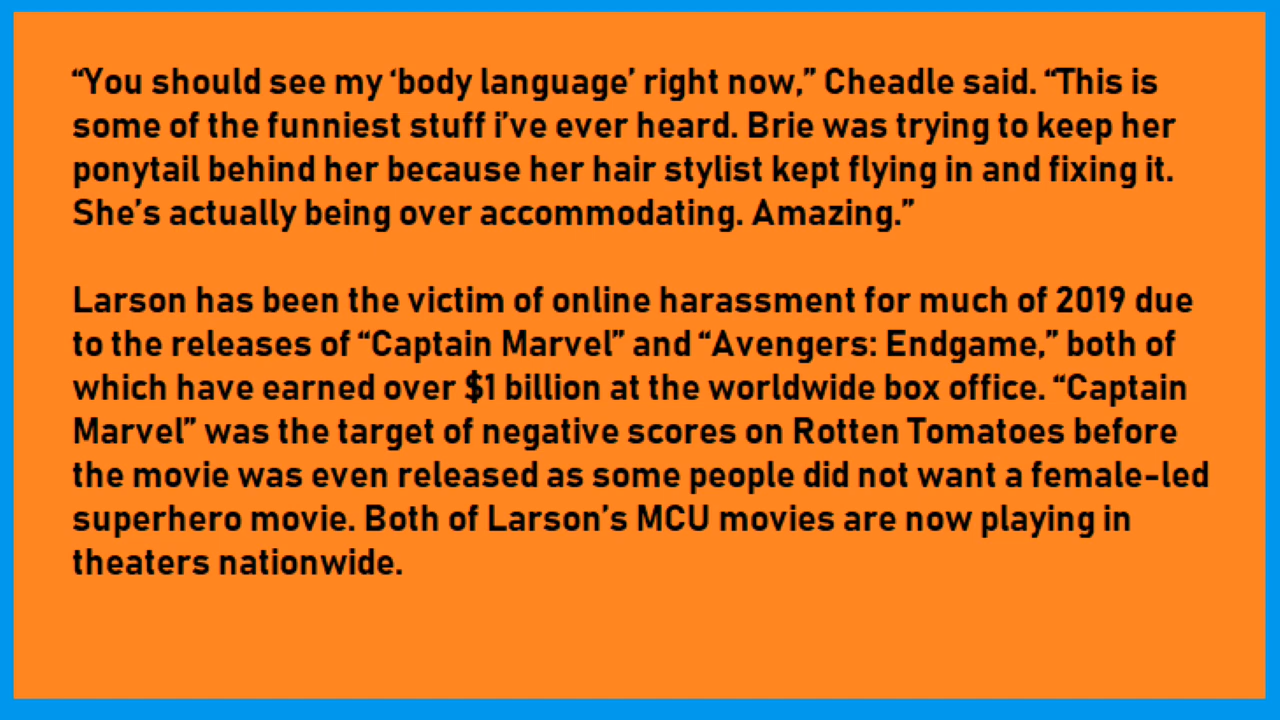 “You should see my ‘body language’ right now,” Cheadle said. “This is
some of the funniest stuff i’ve ever heard. Brie was trying to keep her
ponytail behind her because her hair stylist kept flying in and fixing it.
She’s actually being over accommodating. Amazing.”
Larson has been the victim of online harassment for much of 2019 due
to the releases of “Captain Marvel” and “Avengers: Endgame,” both of
which have earned over $1 billion at the worldwide box office. “Captain
Marvel” was the target of negative scores on Rotten Tomatoes before
the movie was even released as some people did not want a female-led
superhero movie. Both of Larson’s MCU movies are now playing in
theaters nationwide.